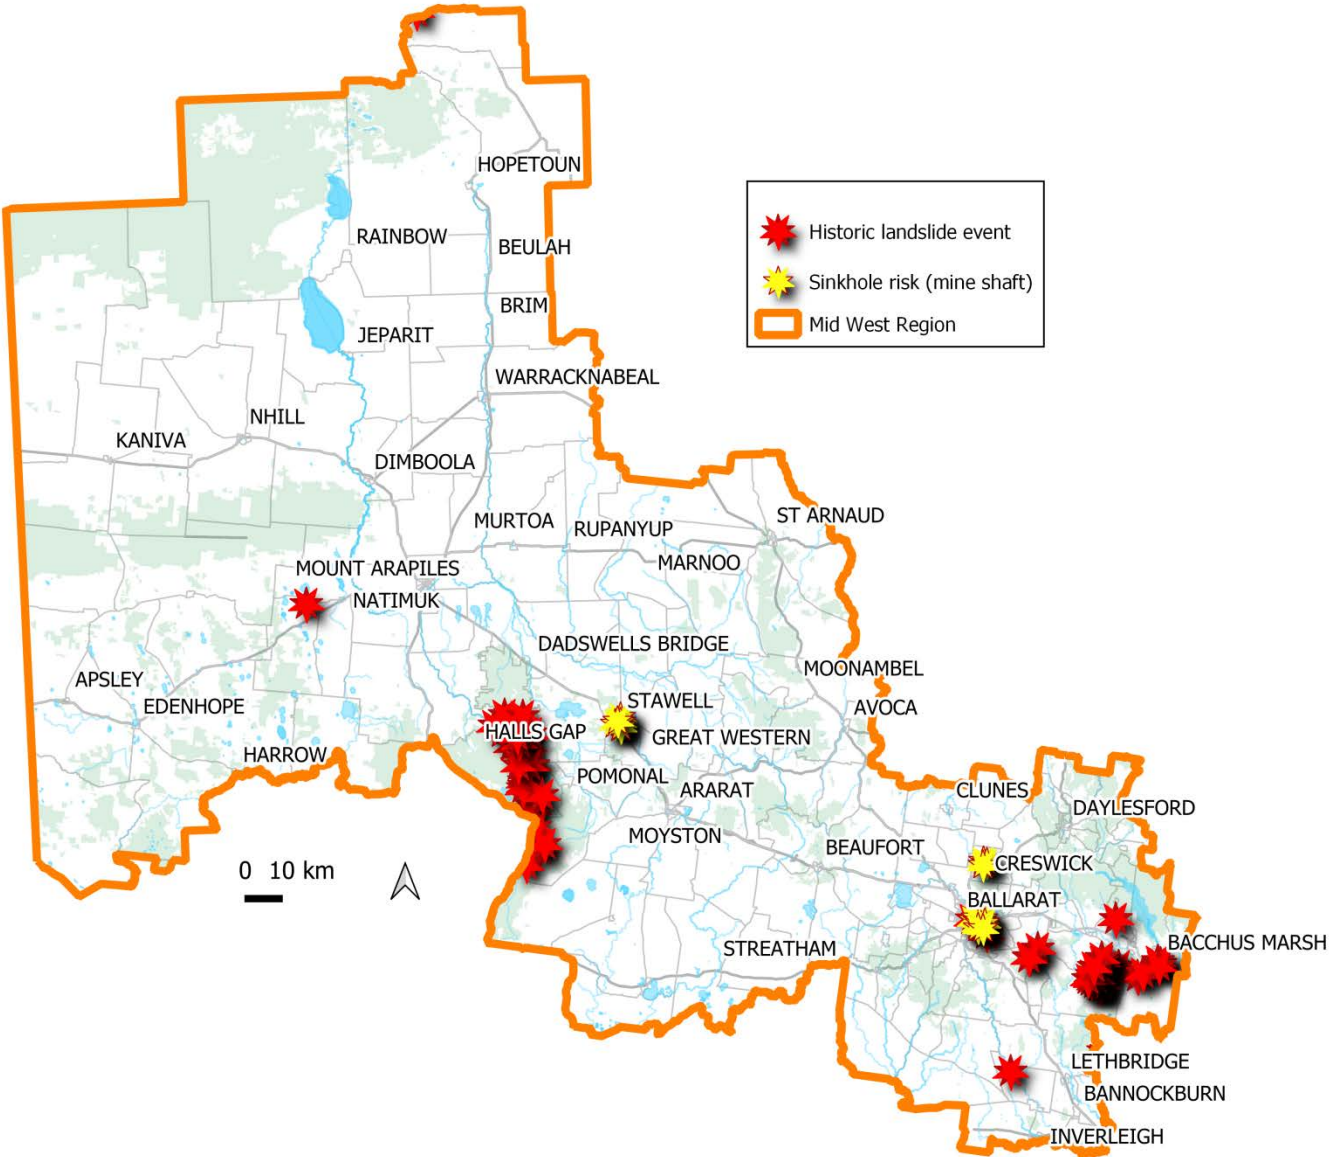 HOPETOUN
RAINBOW
BEULAH
BRIM
JEPARIT
WARRACKNABEAL
NHILL
KANIVA
DIMBOOLA
MURTOA
RUPANYUP
ST ARNAUD
MARNOO
MOUNT ARAPILES
NATIMUK
DADSWELLS BRIDGE
MOONAMBEL
APSLEY
EDENHOPE
STAWELL
AVOCA
HALLS GAP
GREAT WESTERN
HARROW
POMONAL
ARARAT
CLUNES
DAYLESFORD
MOYSTON
BEAUFORT
CRESWICK
BALLARAT
STREATHAM
BACCHUS MARSH
LETHBRIDGE
BANNOCKBURN
INVERLEIGH
0 10 km
Historic landslide event
Sinkhole risk (mine shaft)
Mid West Region